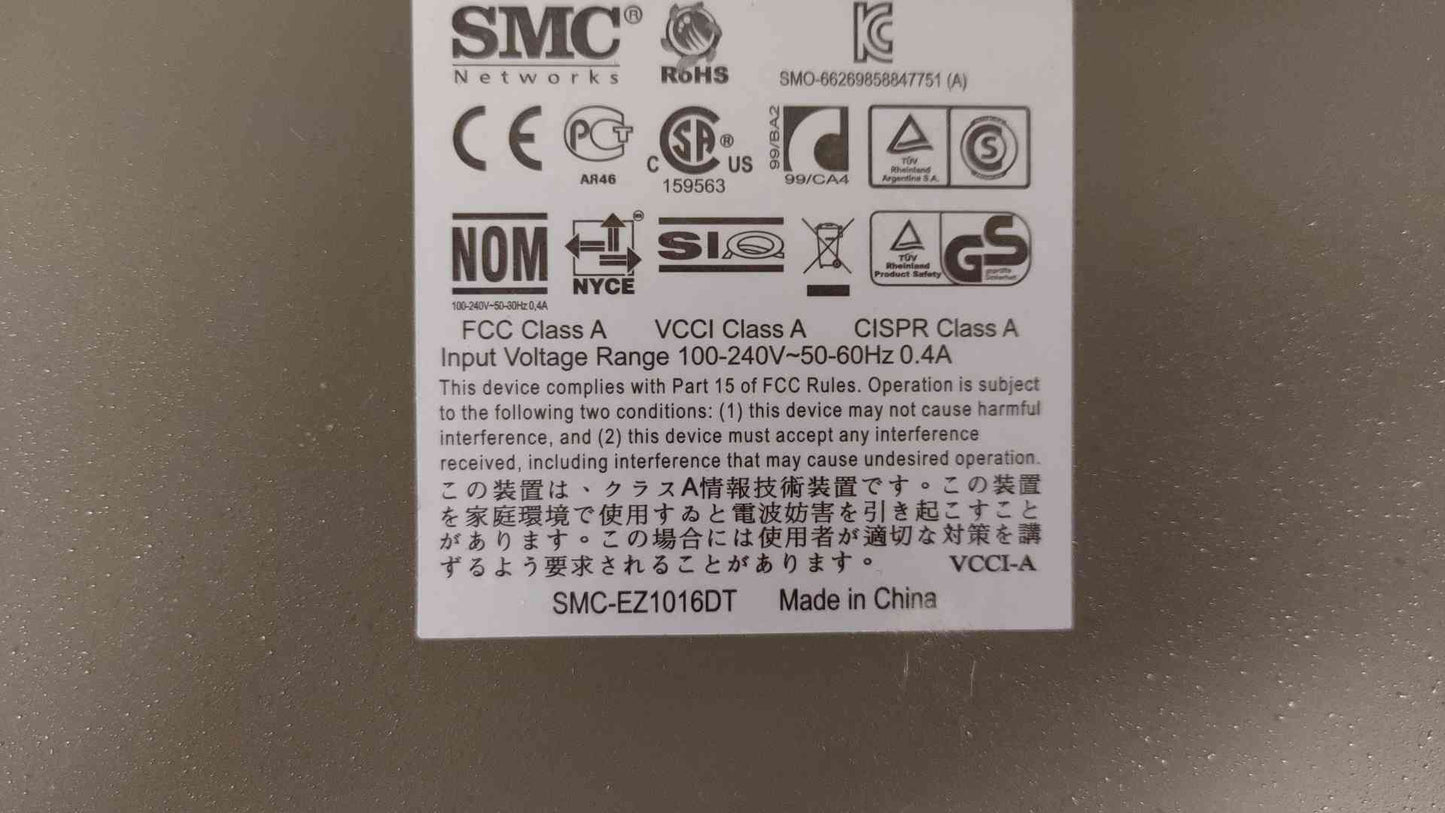 SMC®
Networks
RoHS
SMO-66269858847751 (A)
CE
PCT
AЯ46
C SA ® US
159563
99/BA2
99/CA4
TÜV
Rheinland
Argentina S.A.
S
NOM
100-240V~50-60Hz 0,4A
NYCE
SIQ
TÜV
Rheinland
Product Safety
GS
geprüfte
Sicherheit
FCC Class A VCCI Class A CISPR Class A
Input Voltage Range 100-240V~50-60Hz 0.4A
This device complies with Part 15 of FCC Rules. Operation is subject
to the following two conditions: (1) this device may not cause harmful
interference, and (2) this device must accept any interference
received, including interference that may cause undesired operation.
この装置は、クラスA情報技術装置です。この装置
を家庭環境で使用すゐと電波妨害を引き起こすこと
があります。この場合には使用者が適切な対策を講
ずるよう要求されることがあります。 VCCI-A
SMC-EZ1016DT Made in China